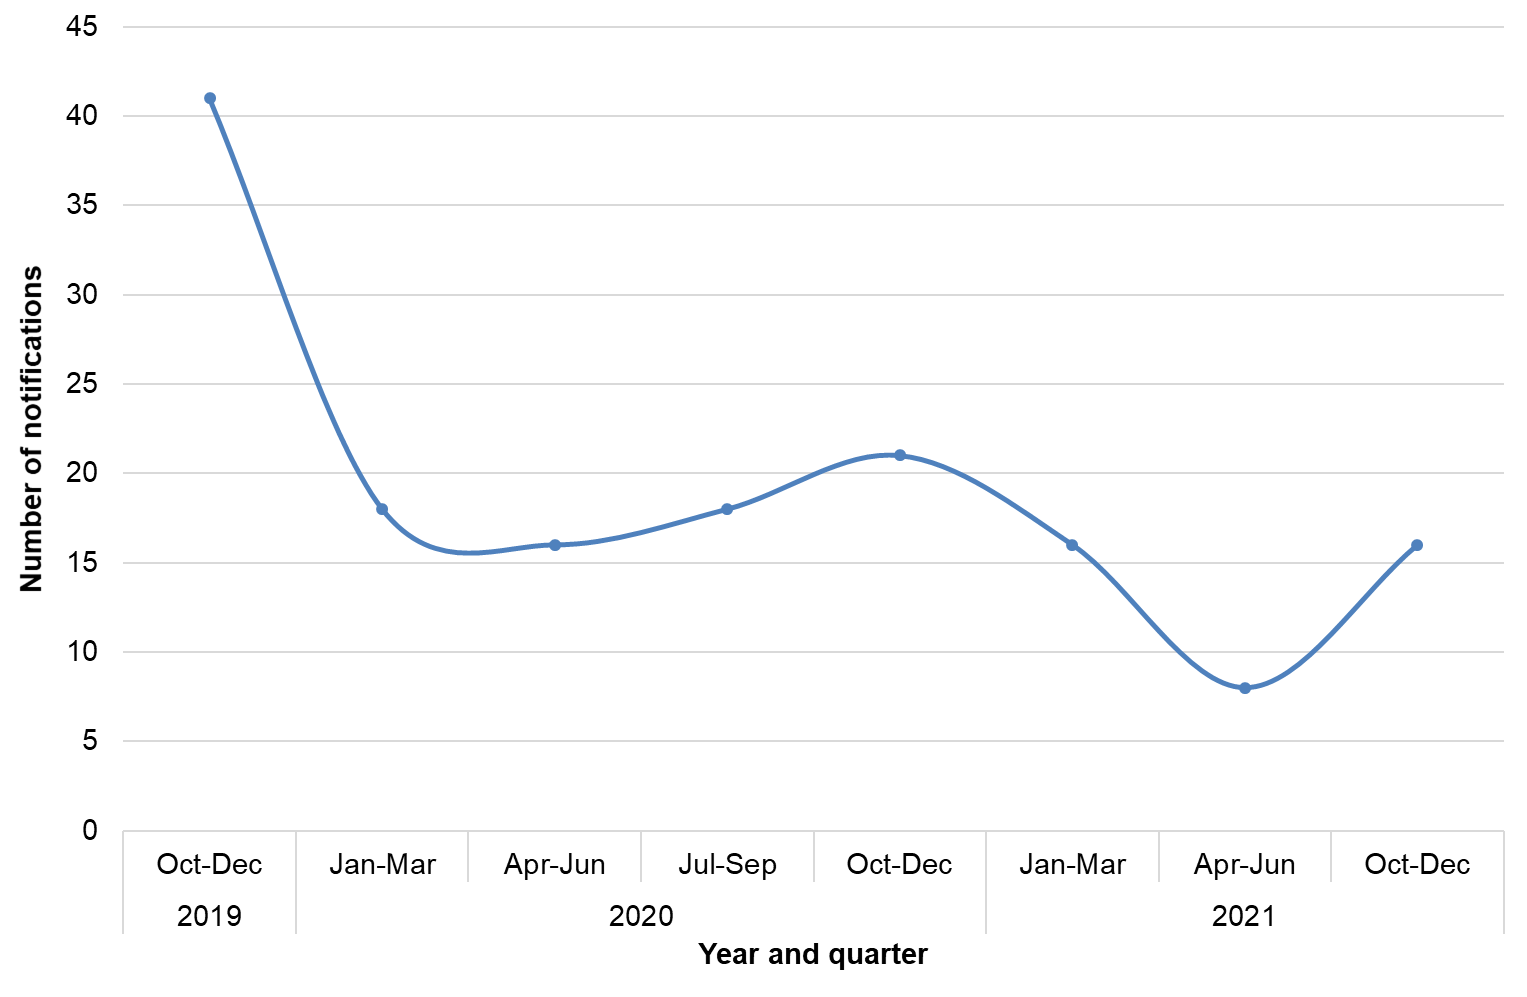 45
40
35
30
25
20
15
10
5
0
Number of notifications
Oct-Dec Jan-Mar Apr-Jun Jul-Sep Oct-Dec Jan-Mar Apr-Jun Oct-Dec
2019 2020 2021
Year and quarter